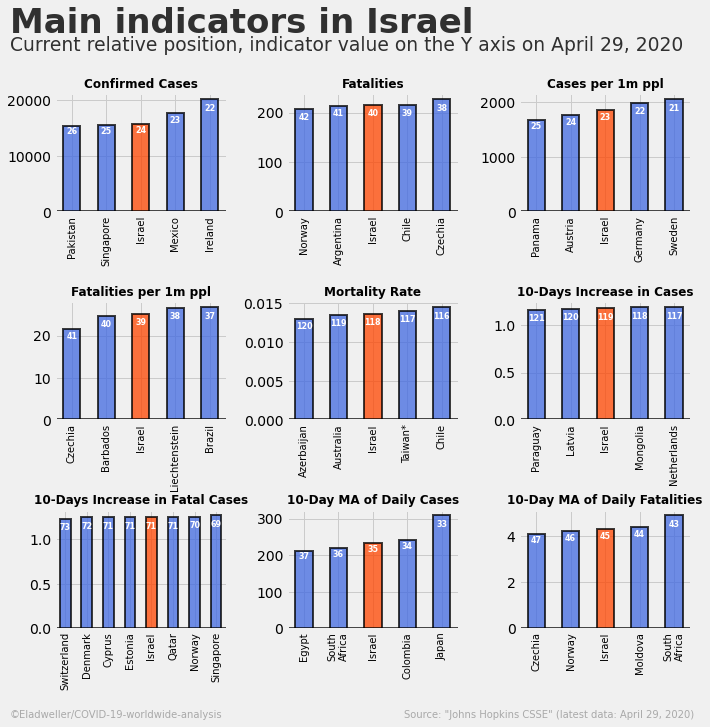 Main indicators in Israel
Current relative position, indicator value on the Y axis on April 29, 2020
Confirmed Cases
20000
10000
0
26
25
24
23
22
Pakistan
Singapore
Israel
Mexico
Ireland
Fatalities
200
100
0
42
41
40
39
38
Norway
Argentina
Israel
Chile
Czechia
Cases per 1m ppl
2000
1000
0
25
24
23
22
21
Panama
Austria
Israel
Germany
Sweden
Fatalities per 1m ppl
20
10
0
41
40
39
38
37
Czechia
Barbados
Israel
Liechtenstein
Brazil
Mortality Rate
0.015
0.010
0.005
0.000
120
119
118
117
116
Azerbaijan
Australia
Israel
Taiwan*
Chile
10-Days Increase in Cases
1.0
0.5
0.0
121
120
119
118
117
Paraguay
Latvia
Israel
Mongolia
Netherlands
10-Days Increase in Fatal Cases
1.0
0.5
0.0
73
72
71
71
71
71
70
69
Switzerland
Denmark
Cyprus
Estonia
Israel
Qatar
Norway
Singapore
10-Day MA of Daily Cases
300
200
100
0
37
36
35
34
33
Egypt
South
Africa
Israel
Colombia
Japan
10-Day MA of Daily Fatalities
4
2
0
47
46
45
44
43
Czechia
Norway
Israel
Moldova
South
Africa
©Eladweller/COVID-19-worldwide-analysis
Source: "Johns Hopkins CSSE" (latest data: April 29, 2020)